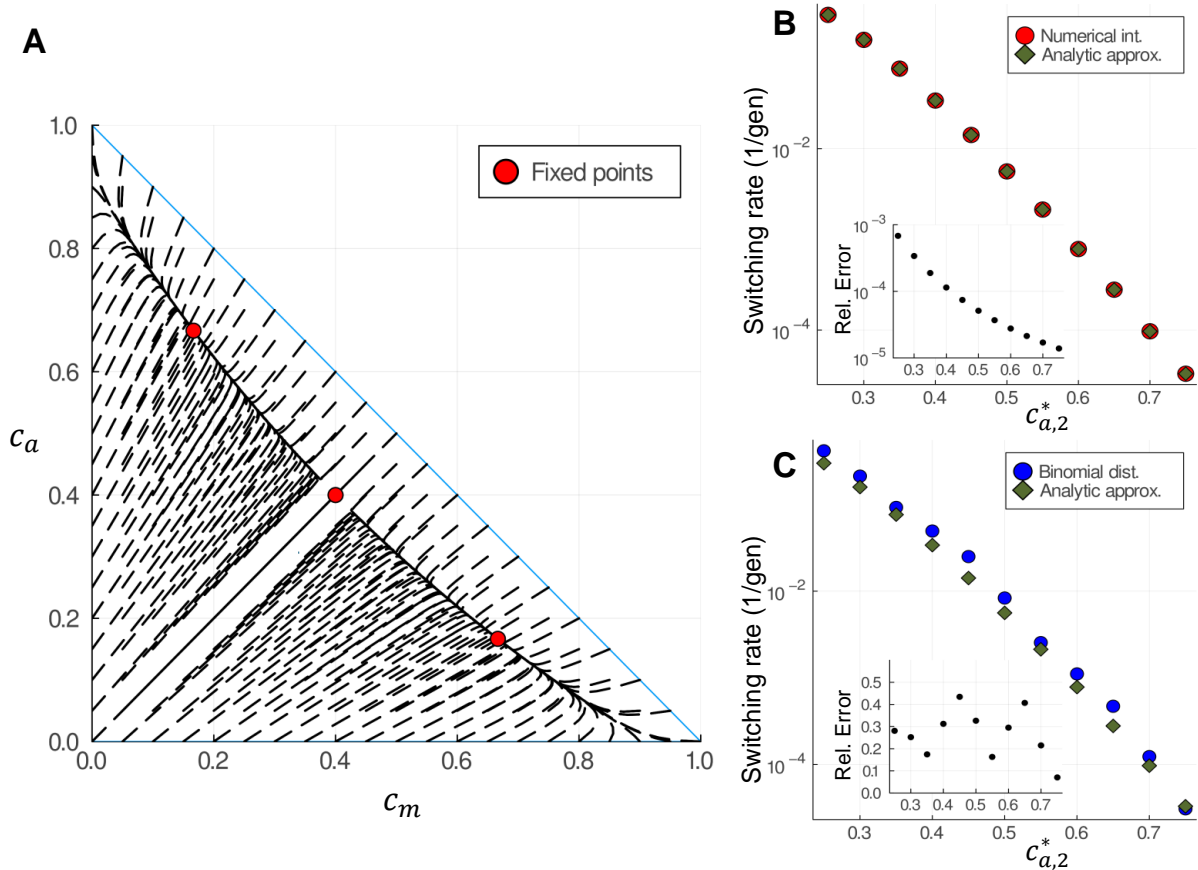 A
1.0
0.8
0.6
0.4
0.2
0.0
0.0 0.2 0.4 0.6 0.8 1.0
c_a
c_m
Fixed points
B
Numerical int.
Analytic approx.
Switching rate (1/gen)
10^−2
10^−4
Rel. Error
10^−3
10^−4
10^−5
0.3 0.4 0.5 0.6 0.7
0.3 0.4 0.5 0.6 0.7
c*_{a,2}
C
Binomial dist.
Analytic approx.
Switching rate (1/gen)
10^−2
10^−4
Rel. Error
0.5
0.4
0.3
0.2
0.1
0.0
0.3 0.4 0.5 0.6 0.7
0.3 0.4 0.5 0.6 0.7
c*_{a,2}